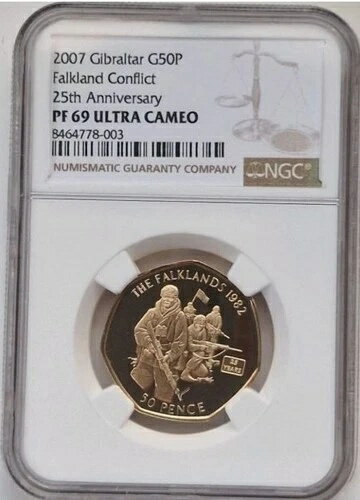 2007 Gibraltar G50P
Falkland Conflict
25th Anniversary
PF 69 ULTRA CAMEO
8464778-003
NUMISMATIC GUARANTY COMPANY
NGC
THE FALKLANDS 1982
25
YEARS
50 PENCE